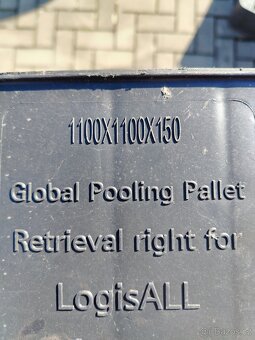 1100X1100X150
Global Pooling Pallet
Retrieval right for
LogisALL